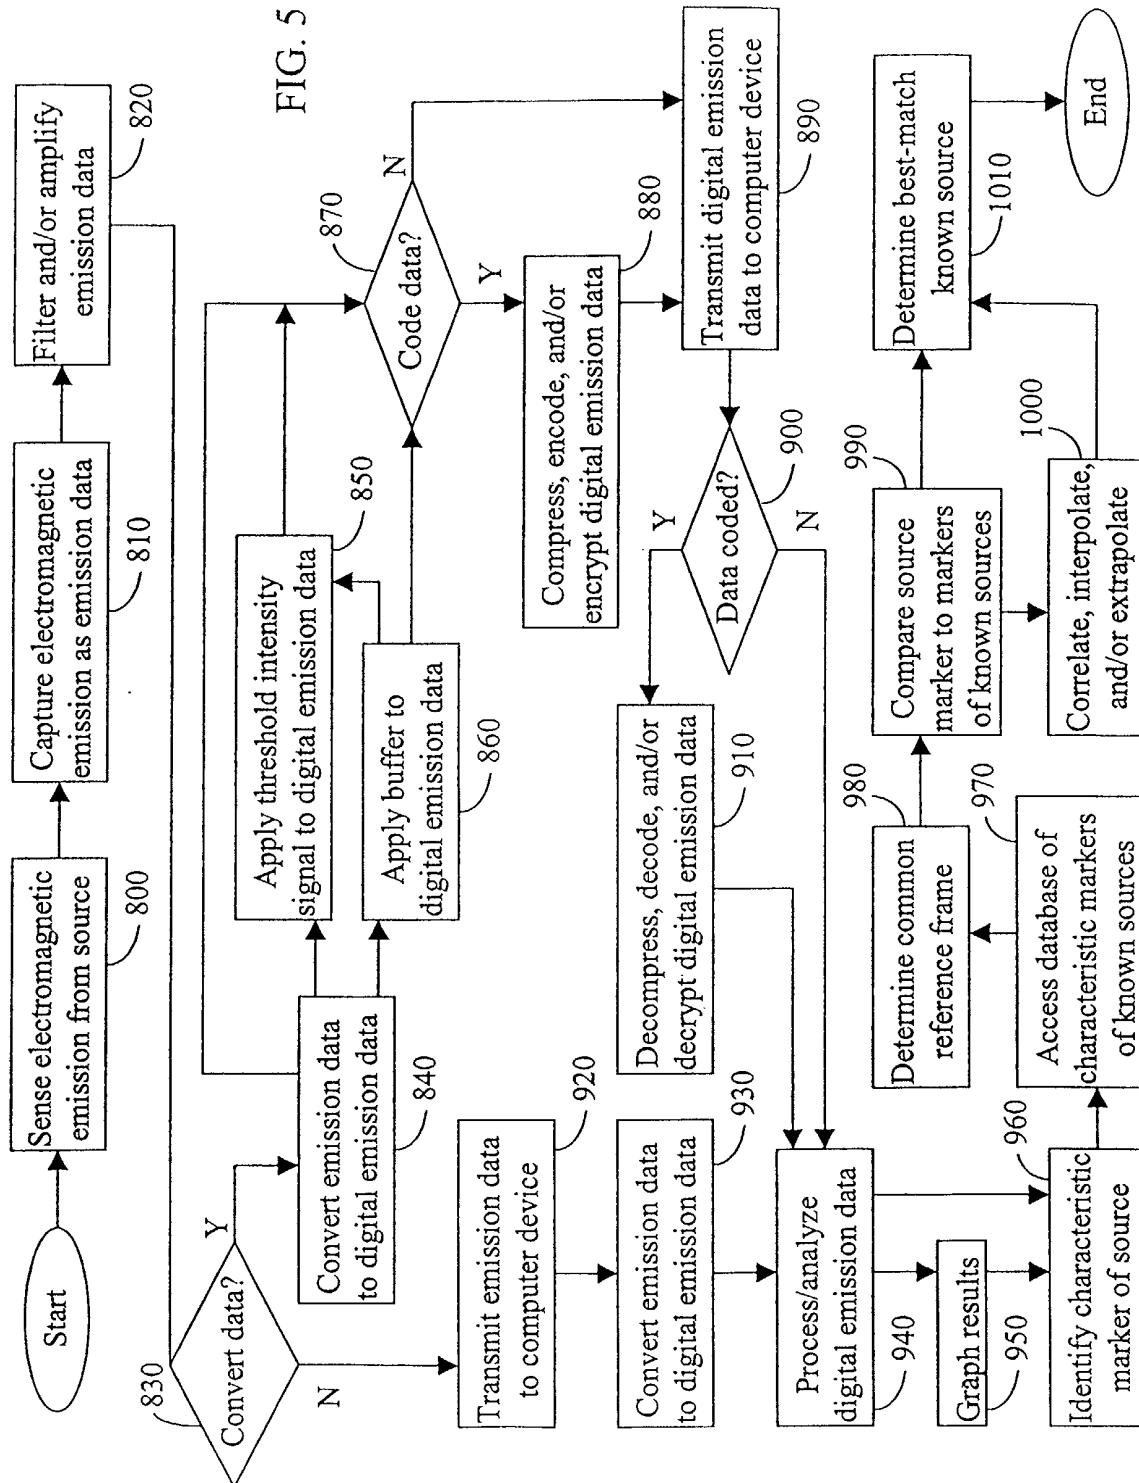 FIG. 5
Start
Sense electromagnetic
emission from source
800
Capture electromagnetic
emission as emission data
810
Filter and/or amplify
emission data
820
830
Convert data?
Y
N
Convert emission data
to digital emission data
840
Apply threshold intensity
signal to digital emission data
850
Apply buffer to
digital emission data
860
870
Code data?
N
Y
Compress, encode, and/or
encrypt digital emission data
880
Transmit digital emission
data to computer device
890
Data coded?
900
Y
N
Decompress, decode, and/or
decrypt digital emission data
910
Transmit emission data
to computer device
920
Convert emission data
to digital emission data
930
Process/analyze
digital emission data
940
Graph results
950
Identify characteristic
marker of source
960
Access database of
characteristic markers
of known sources
970
Determine common
reference frame
980
Compare source
marker to markers
of known sources
990
Correlate, interpolate,
and/or extrapolate
1000
Determine best-match
known source
1010
End